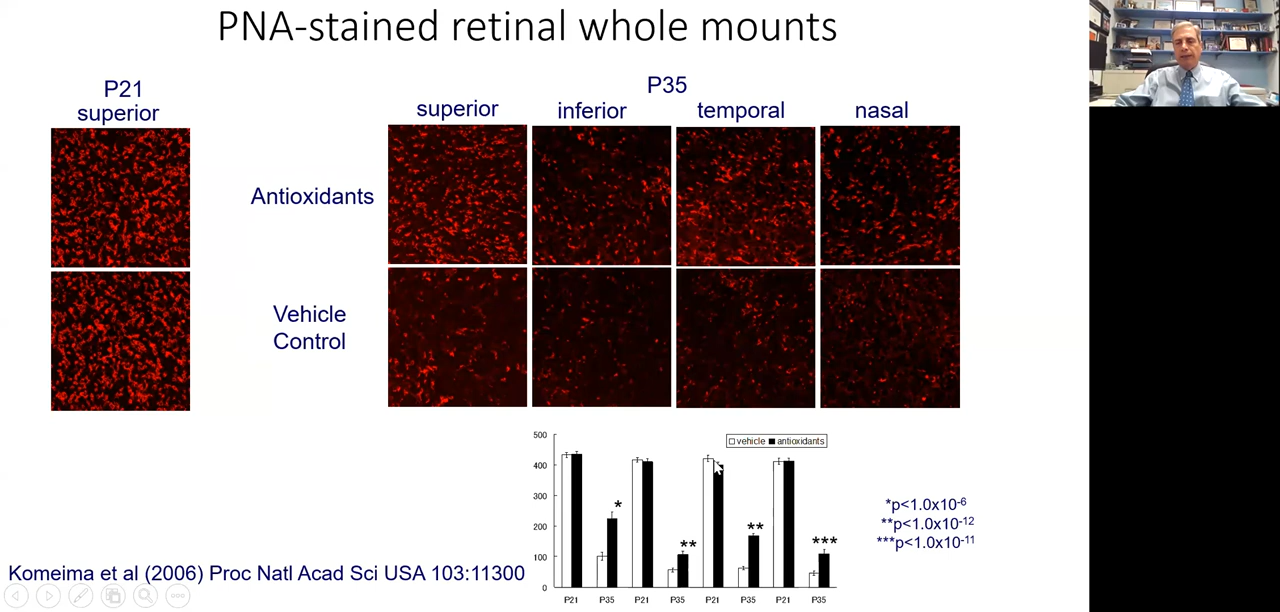 PNA-stained retinal whole mounts
P21
superior
P35
superior inferior temporal nasal
Antioxidants
Vehicle
Control
500
400
300
200
100
0
vehicle antioxidants
* ** ** ***
P21 P35 P21 P35 P21 P35 P21 P35
*p<1.0x10-6
**p<1.0x10-12
***p<1.0x10-11
Komeima et al (2006) Proc Natl Acad Sci USA 103:11300